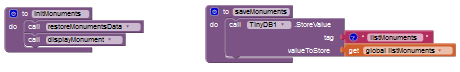 to initMonuments
do call restoreMonumentsData
call displayMonument
to saveMonuments
do call TinyDB1 .StoreValue
tag " listMonuments "
valueToStore get global listMonuments